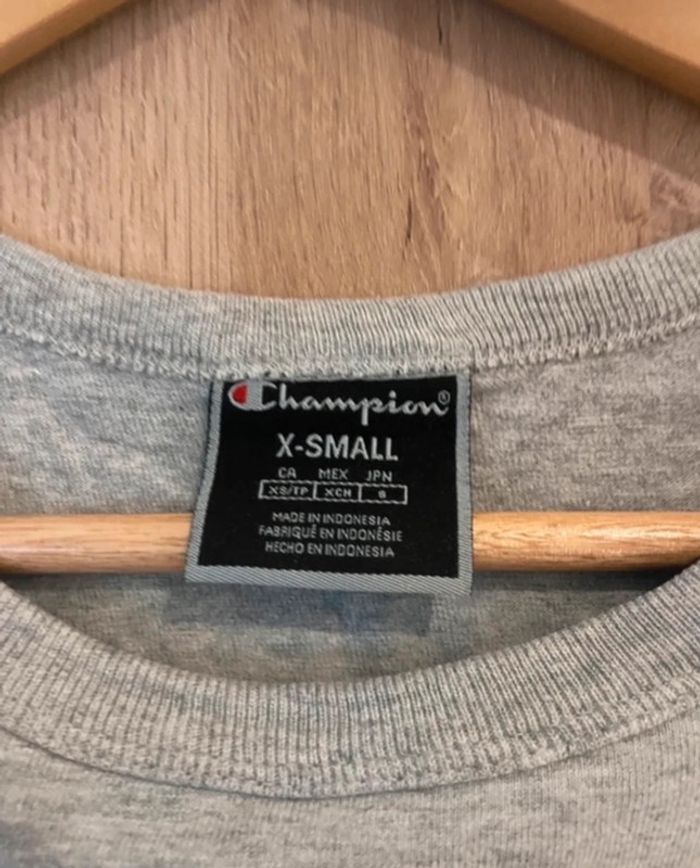 Champion®
X-SMALL
CA MEX JPN
XS/TP XCH S
MADE IN INDONESIA
FABRIQUÉ EN INDONÉSIE
HECHO EN INDONESIA